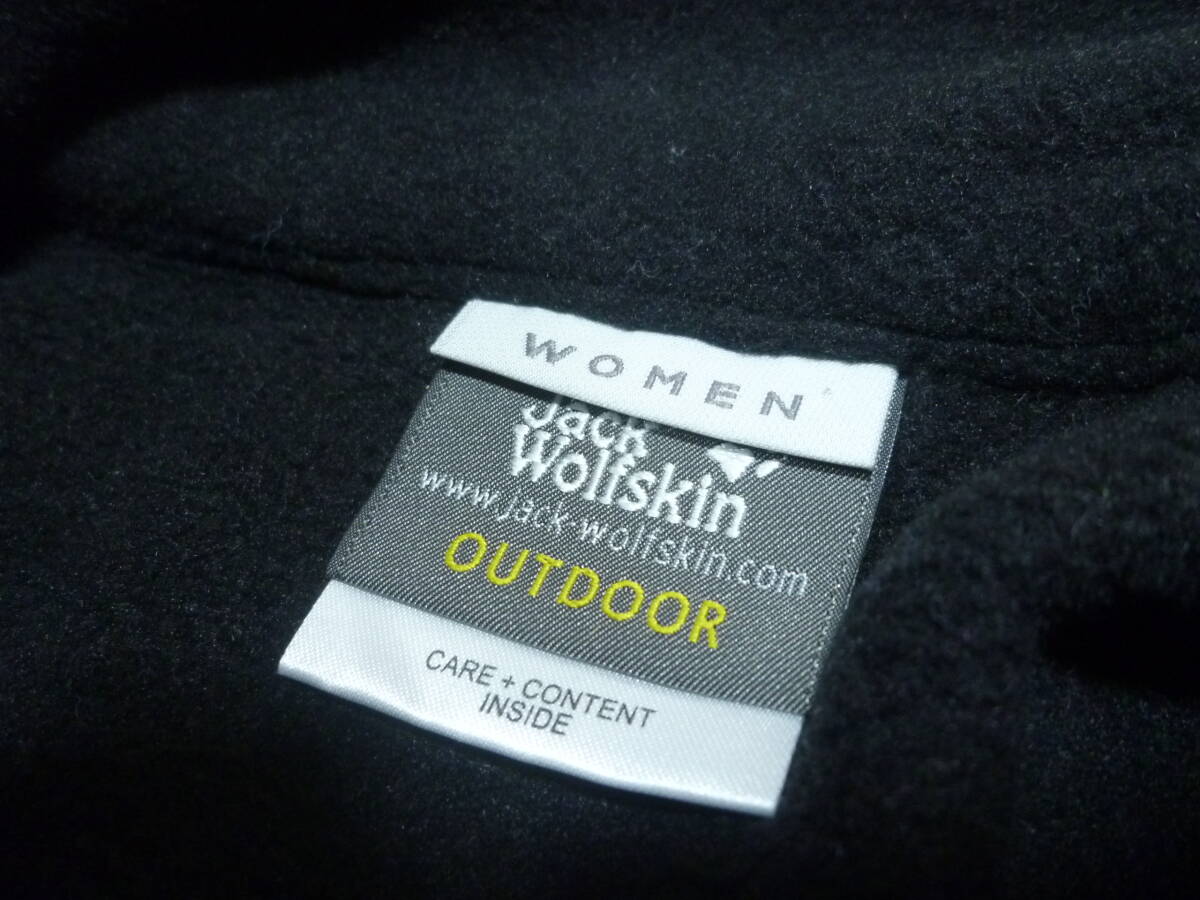 WOMEN
Jack
Wolfskin
www.jack-wolfskin.com
OUTDOOR
CARE + CONTENT
INSIDE